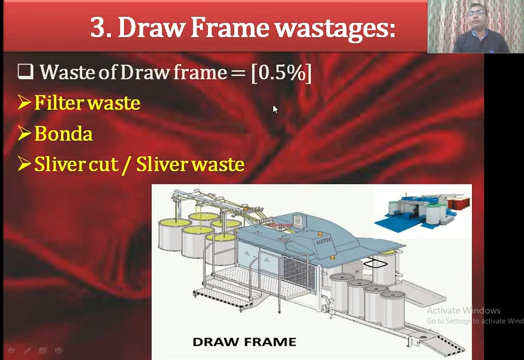 3. Draw Frame wastages:
Waste of Draw frame = [0.5%]
Filter waste
Bonda
Sliver cut / Sliver waste
DRAW FRAME
Activate Windows
Go to Settings to activate Wind